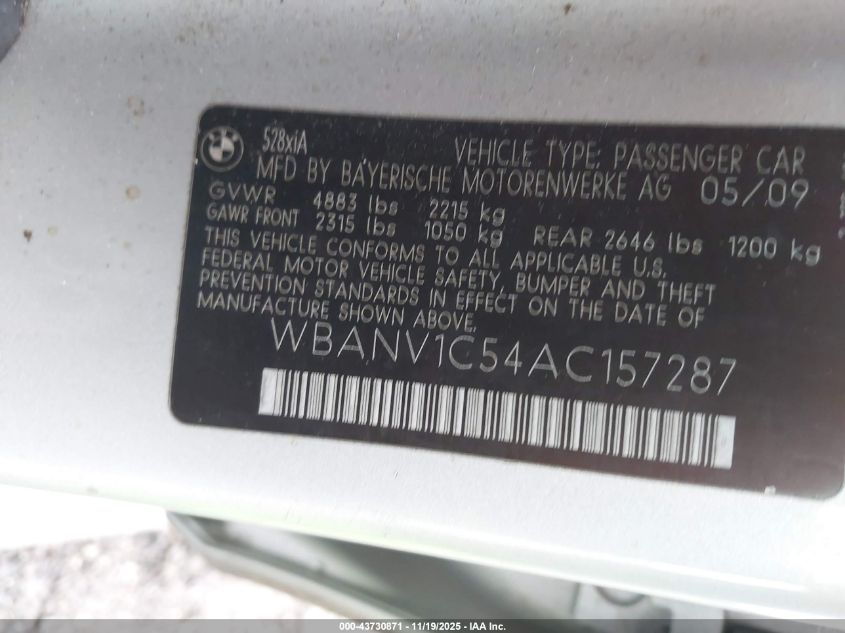 BMW
528xiA
VEHICLE TYPE: PASSENGER CAR
MFD BY BAYERISCHE MOTORENWERKE AG 05/09
GVWR 4883 lbs 2215 kg
GAWR FRONT 2315 lbs 1050 kg REAR 2646 lbs 1200 kg
THIS VEHICLE CONFORMS TO ALL APPLICABLE U.S.
FEDERAL MOTOR VEHICLE SAFETY, BUMPER AND THEFT
PREVENTION STANDARDS IN EFFECT ON THE DATE OF
MANUFACTURE SHOWN ABOVE.
WBANV1C54AC157287
000-43730871 - 11/19/2025 - IAA Inc.